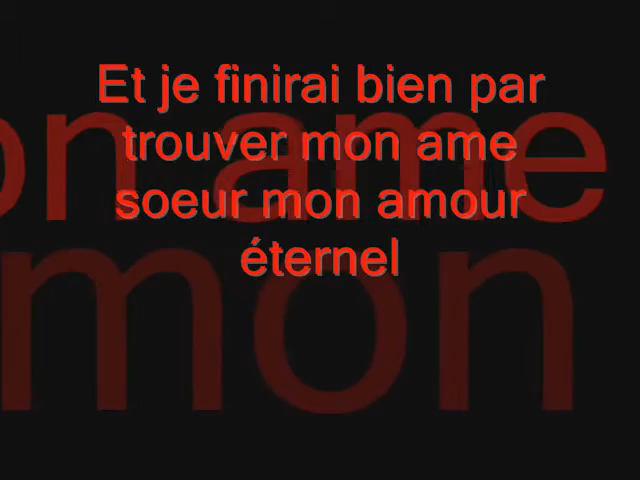 Et je finirai bien par
trouver mon ame
soeur mon amour
éternel
on ame
mon